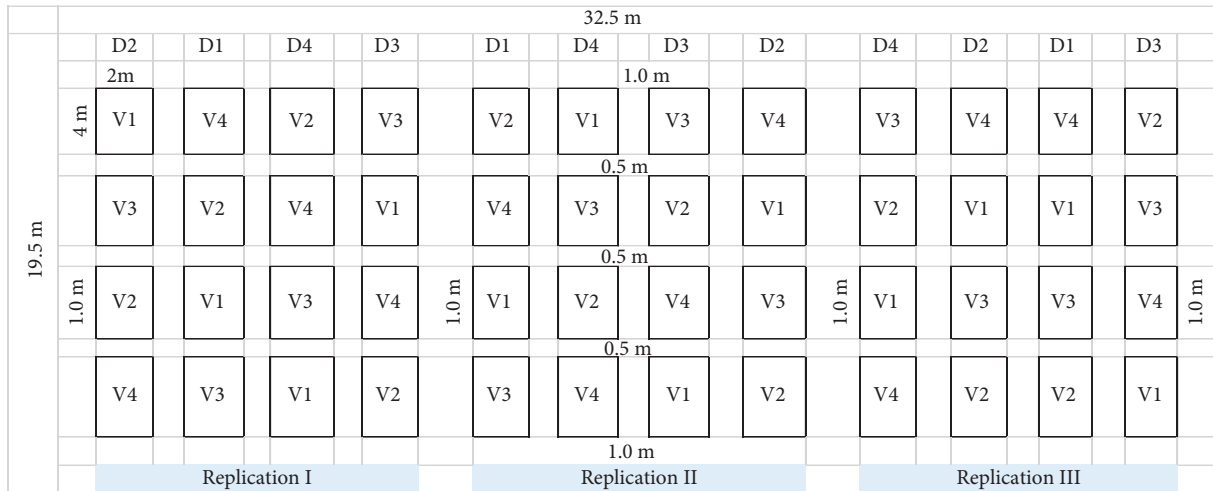 32.5 m
D2 D1 D4 D3 D1 D4 D3 D2 D4 D2 D1 D3
2m 1.0 m
4 m V1 V4 V2 V3 V2 V1 V3 V4 V3 V4 V4 V2
0.5 m
V3 V2 V4 V1 V4 V3 V2 V1 V2 V1 V1 V3
19.5 m
0.5 m
1.0 m V2 V1 V3 V4 1.0 m V1 V2 V4 V3 1.0 m V1 V3 V3 V4 1.0 m
0.5 m
V4 V3 V1 V2 V3 V4 V1 V2 V4 V2 V2 V1
1.0 m
Replication I Replication II Replication III